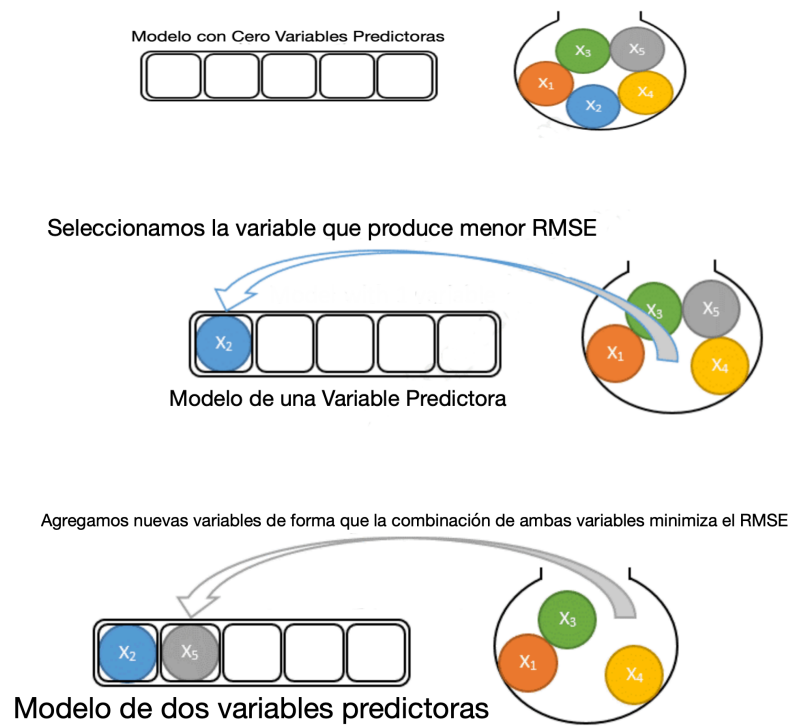 Modelo con Cero Variables Predictoras
X₃
X₅
X₁
X₄
X₂
Seleccionamos la variable que produce menor RMSE
X₂
X₃
X₅
X₁
X₄
Modelo de una Variable Predictora
Agregamos nuevas variables de forma que la combinación de ambas variables minimiza el RMSE
X₂
X₅
X₃
X₁
X₄
Modelo de dos variables predictoras